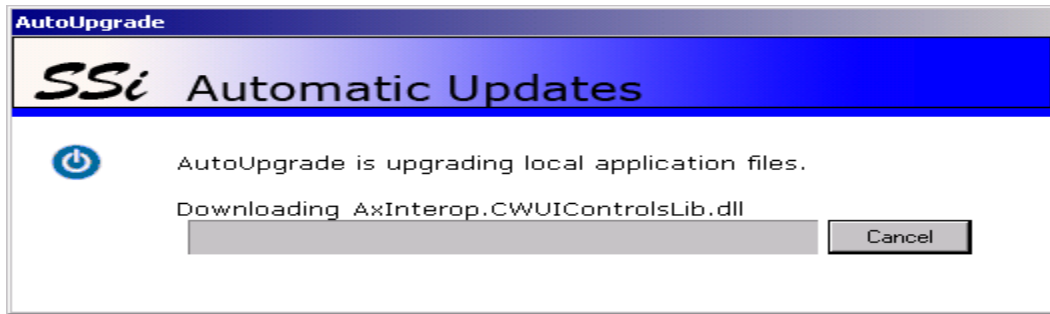 AutoUpgrade
SSi Automatic Updates
AutoUpgrade is upgrading local application files.
Downloading AxInterop.CWUIControlsLib.dll
Cancel